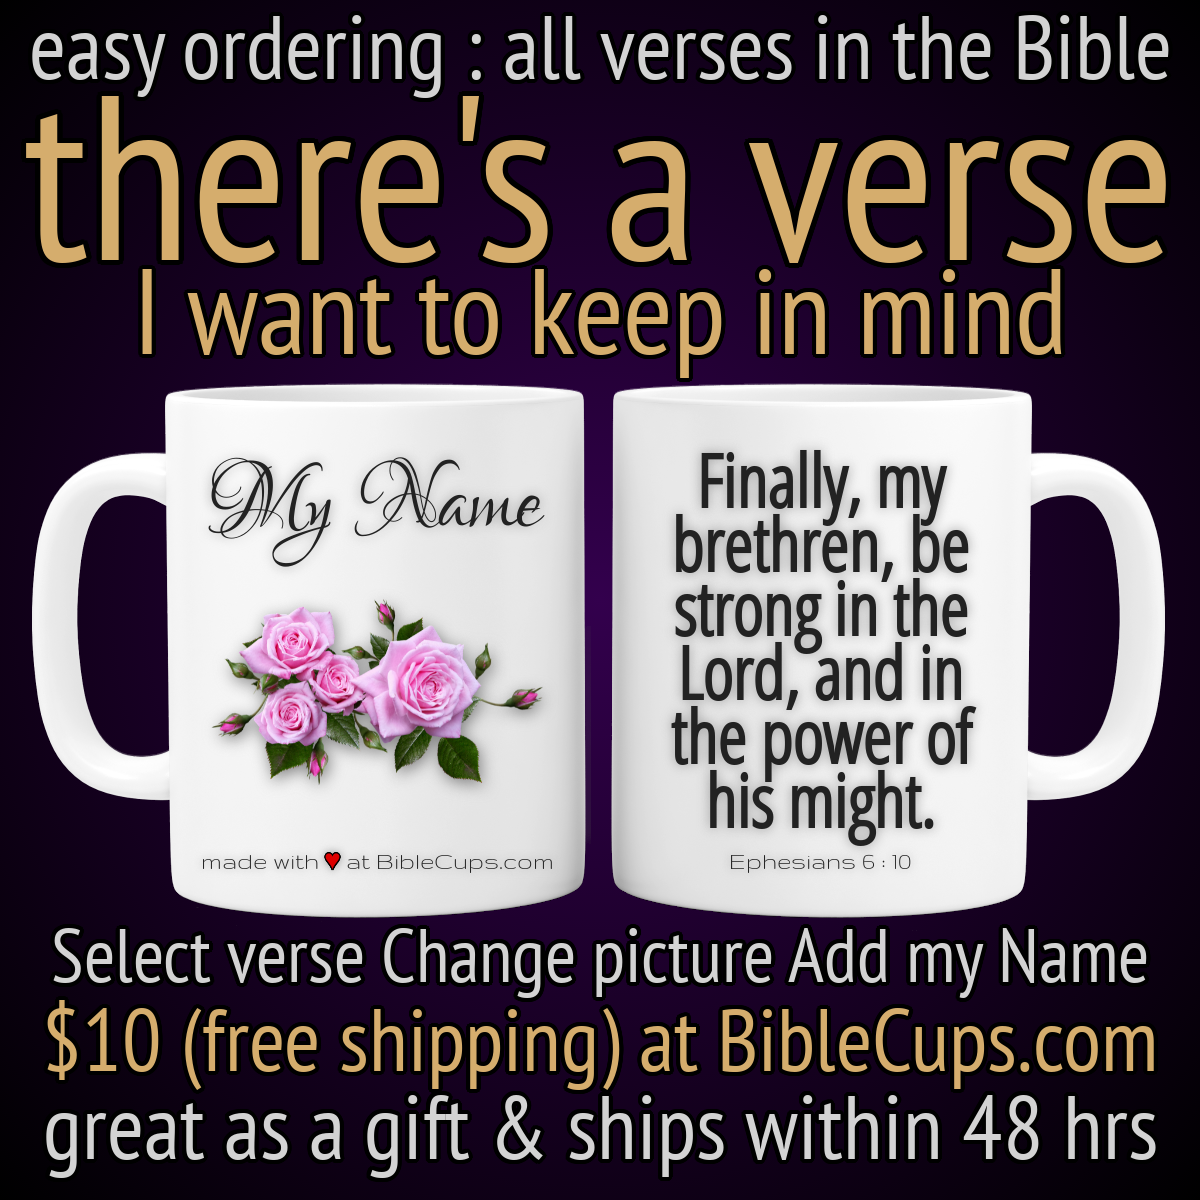 easy ordering : all verses in the Bible
there's a verse
I want to keep in mind
My Name
made with ♥ at BibleCups.com
Finally, my
brethren, be
strong in the
Lord, and in
the power of
his might.
Ephesians 6 : 10
Select verse Change picture Add my Name
$10 (free shipping) at BibleCups.com
great as a gift & ships within 48 hrs